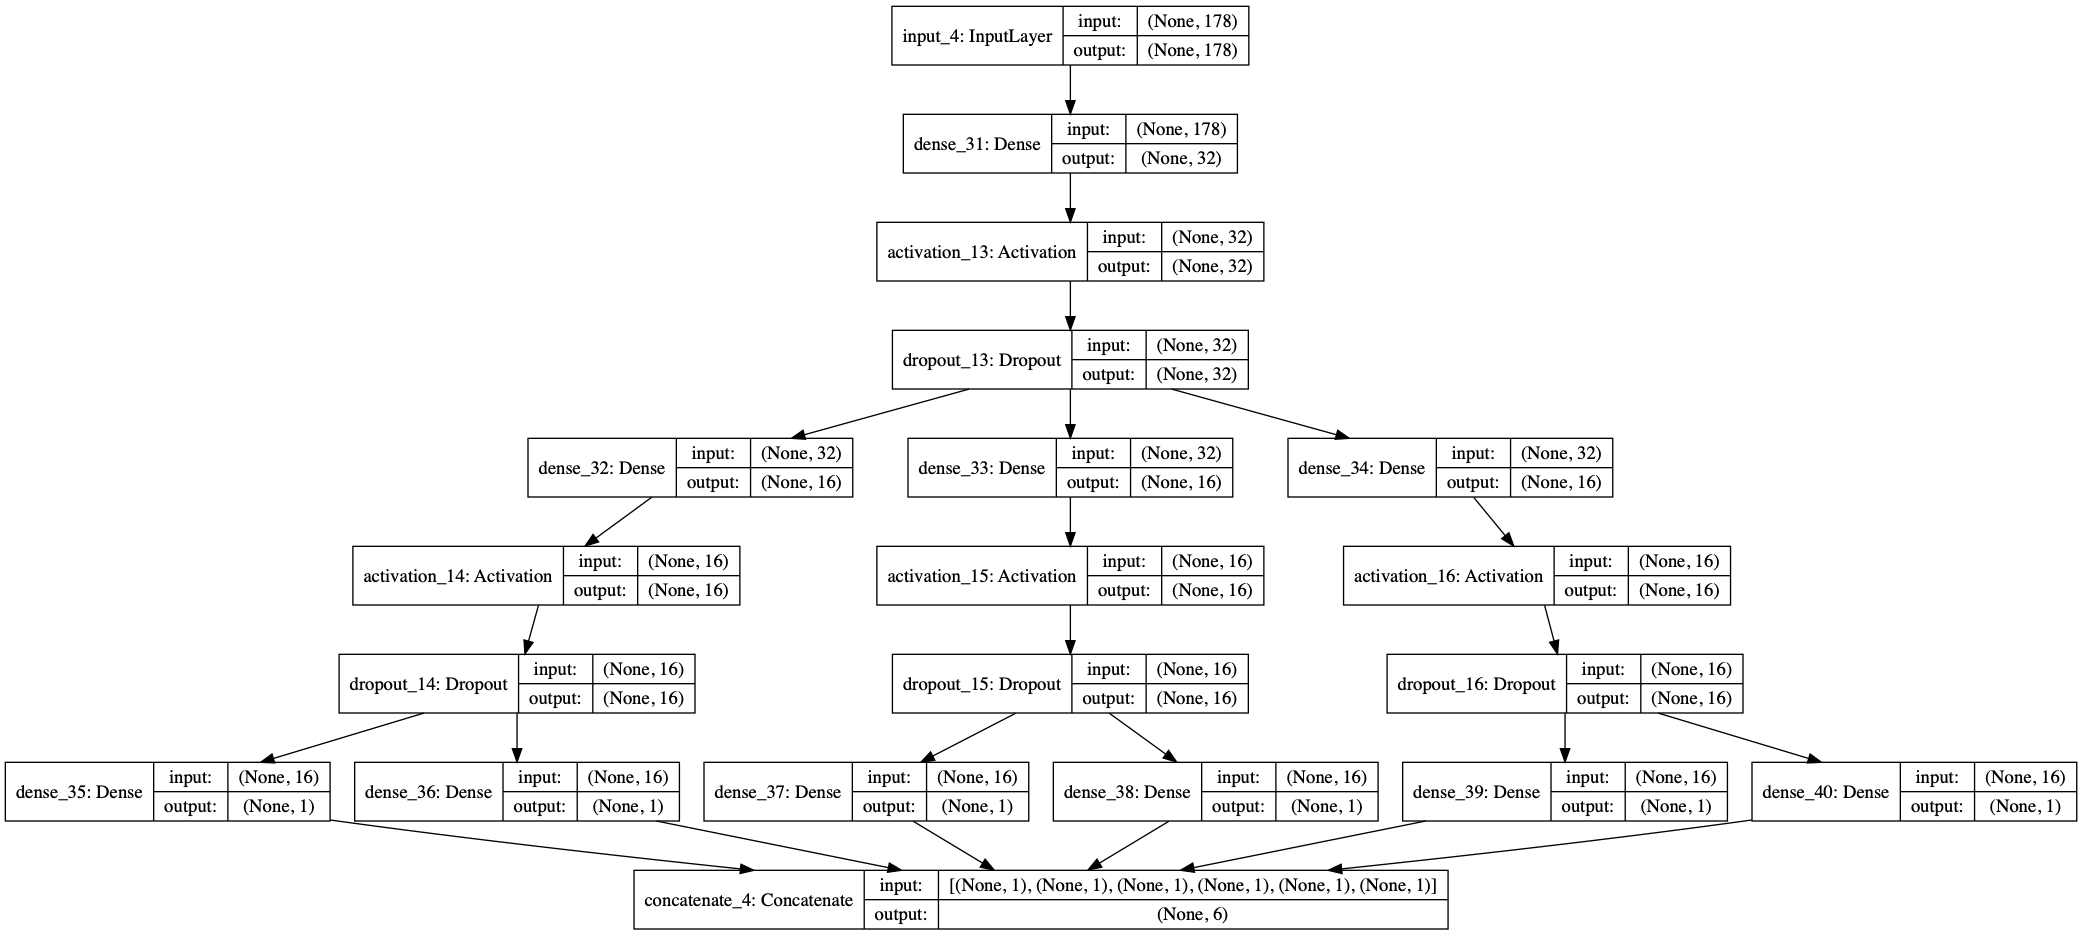 input_4: InputLayer
input: (None, 178)
output: (None, 178)
dense_31: Dense
input: (None, 178)
output: (None, 32)
activation_13: Activation
input: (None, 32)
output: (None, 32)
dropout_13: Dropout
input: (None, 32)
output: (None, 32)
dense_32: Dense
input: (None, 32)
output: (None, 16)
dense_33: Dense
input: (None, 32)
output: (None, 16)
dense_34: Dense
input: (None, 32)
output: (None, 16)
activation_14: Activation
input: (None, 16)
output: (None, 16)
activation_15: Activation
input: (None, 16)
output: (None, 16)
activation_16: Activation
input: (None, 16)
output: (None, 16)
dropout_14: Dropout
input: (None, 16)
output: (None, 16)
dropout_15: Dropout
input: (None, 16)
output: (None, 16)
dropout_16: Dropout
input: (None, 16)
output: (None, 16)
dense_35: Dense
input: (None, 16)
output: (None, 1)
dense_36: Dense
input: (None, 16)
output: (None, 1)
dense_37: Dense
input: (None, 16)
output: (None, 1)
dense_38: Dense
input: (None, 16)
output: (None, 1)
dense_39: Dense
input: (None, 16)
output: (None, 1)
dense_40: Dense
input: (None, 16)
output: (None, 1)
concatenate_4: Concatenate
input: [(None, 1), (None, 1), (None, 1), (None, 1), (None, 1), (None, 1)]
output: (None, 6)